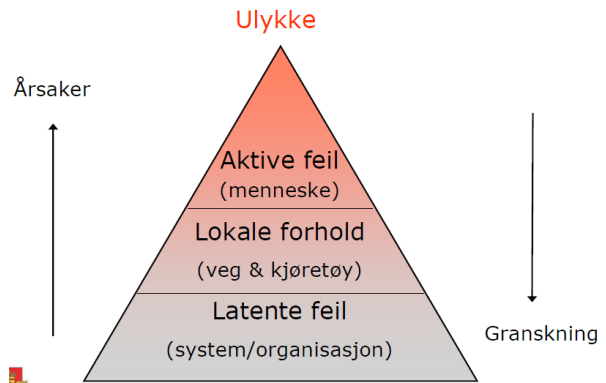 Ulykke
Årsaker
Aktive feil
(menneske)
Lokale forhold
(veg & kjøretøy)
Latente feil
(system/organisasjon)
Granskning